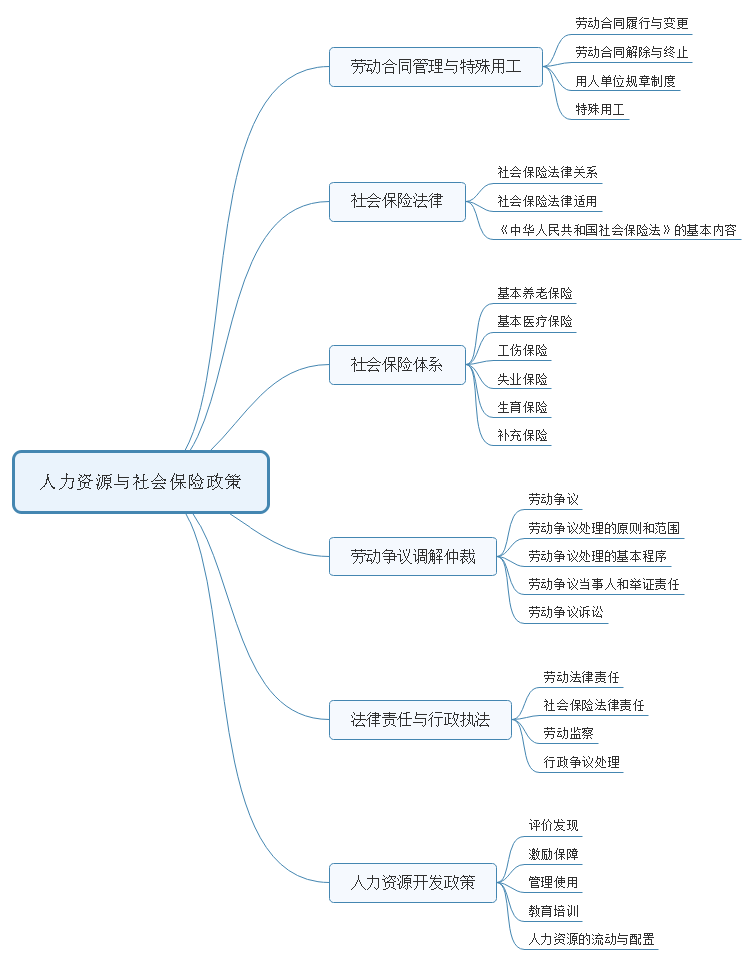 人力资源与社会保险政策
劳动合同管理与特殊用工
劳动合同履行与变更
劳动合同解除与终止
用人单位规章制度
特殊用工
社会保险法律
社会保险法律关系
社会保险法律适用
《中华人民共和国社会保险法》的基本内容
社会保险体系
基本养老保险
基本医疗保险
工伤保险
失业保险
生育保险
补充保险
劳动争议调解仲裁
劳动争议
劳动争议处理的原则和范围
劳动争议处理的基本程序
劳动争议当事人和举证责任
劳动争议诉讼
法律责任与行政执法
劳动法律责任
社会保险法律责任
劳动监察
行政争议处理
人力资源开发政策
评价发现
激励保障
管理使用
教育培训
人力资源的流动与配置